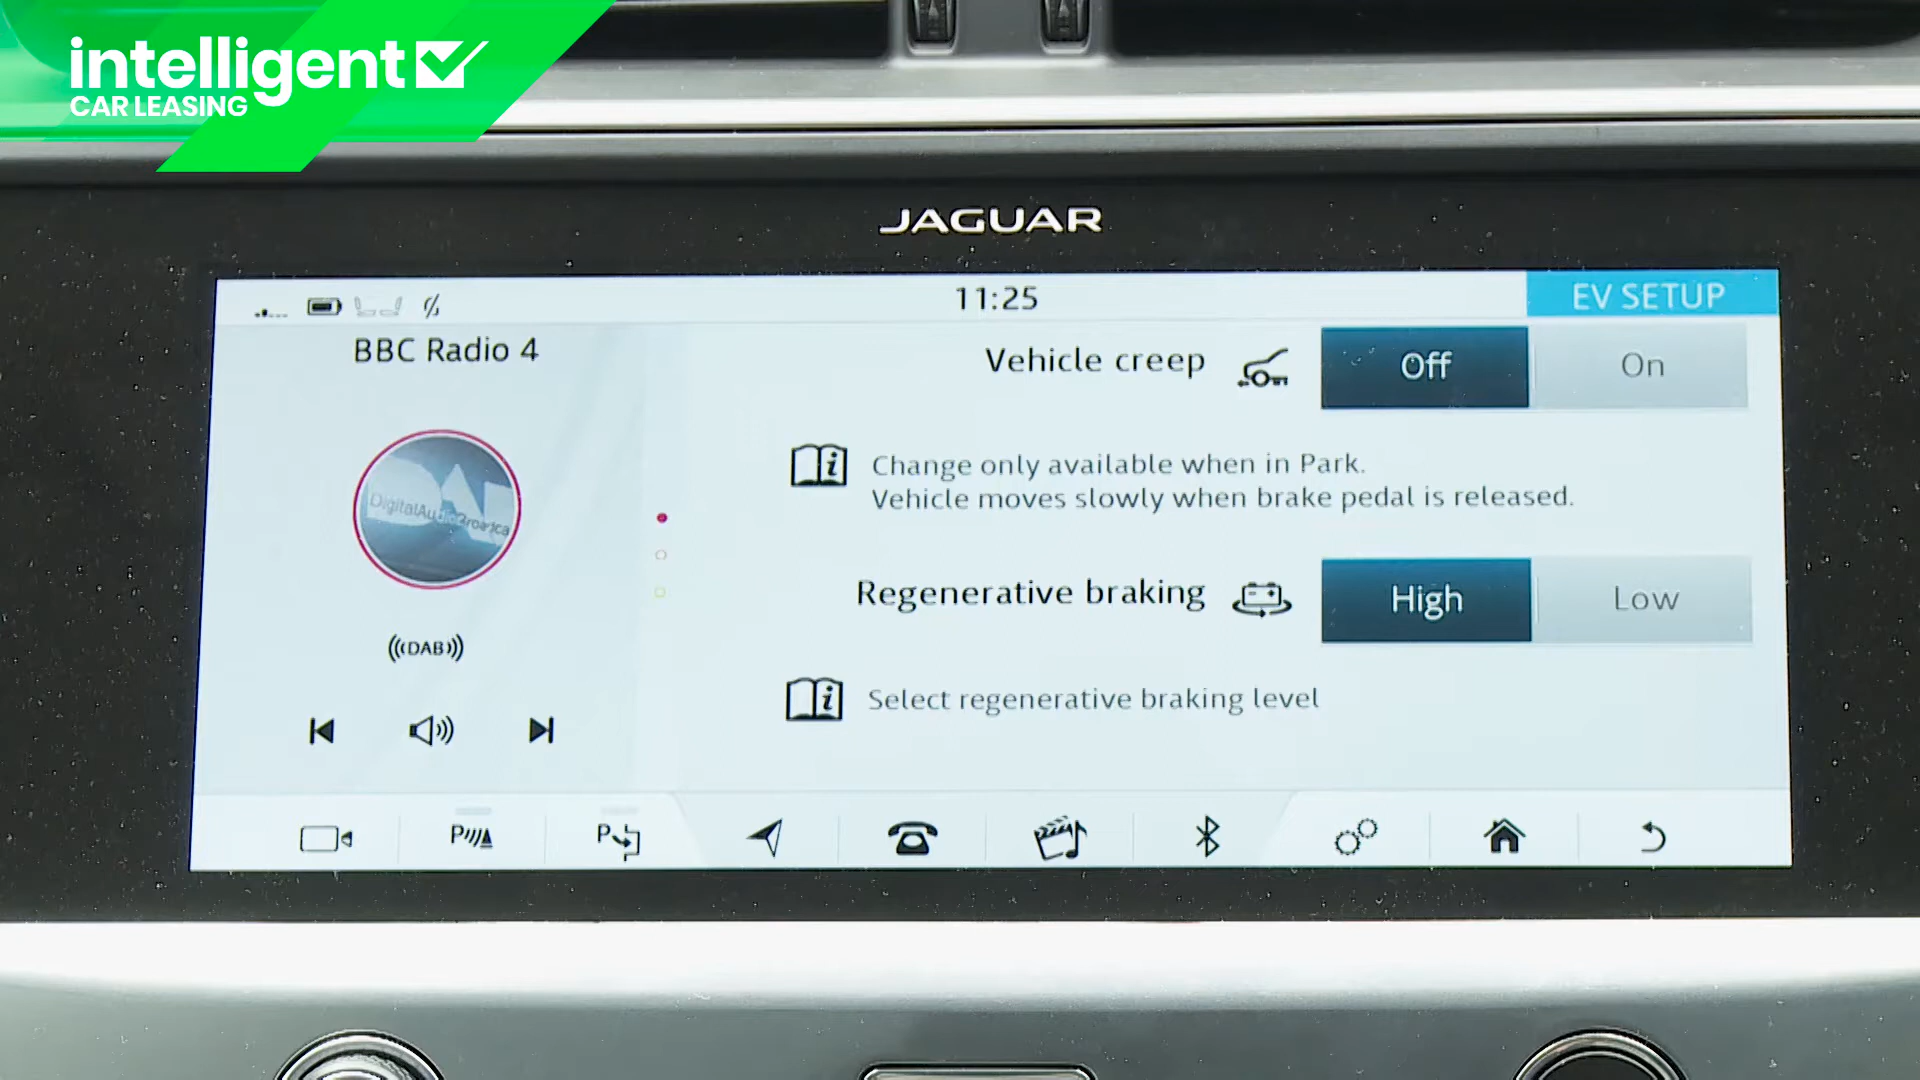 intelligent
CAR LEASING
JAGUAR
11:25
EV SETUP
BBC Radio 4
Vehicle creep
Off
On
Change only available when in Park.
Vehicle moves slowly when brake pedal is released.
Regenerative braking
High
Low
(((DAB)))
Select regenerative braking level
P
P